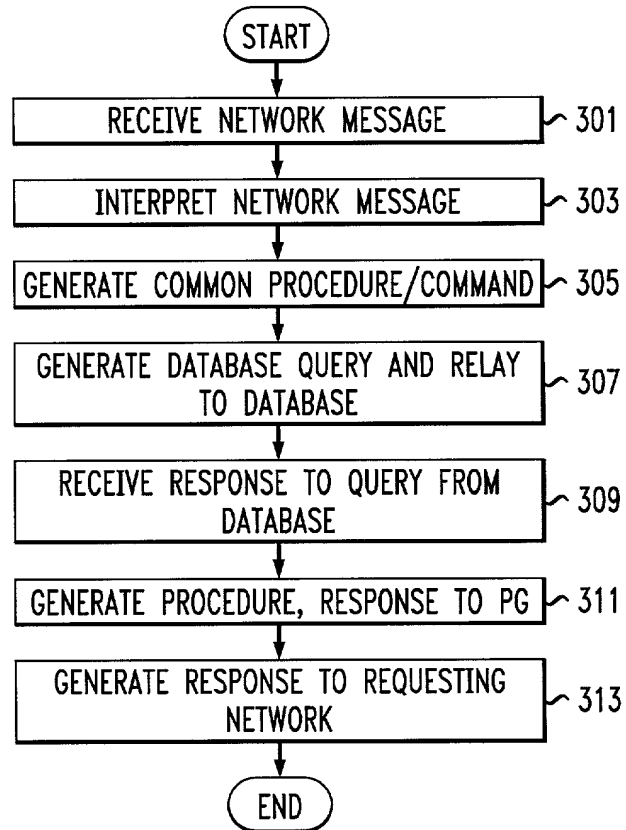 START
RECEIVE NETWORK MESSAGE 301
INTERPRET NETWORK MESSAGE 303
GENERATE COMMON PROCEDURE/COMMAND 305
GENERATE DATABASE QUERY AND RELAY
TO DATABASE 307
RECEIVE RESPONSE TO QUERY FROM
DATABASE 309
GENERATE PROCEDURE, RESPONSE TO PG 311
GENERATE RESPONSE TO REQUESTING
NETWORK 313
END